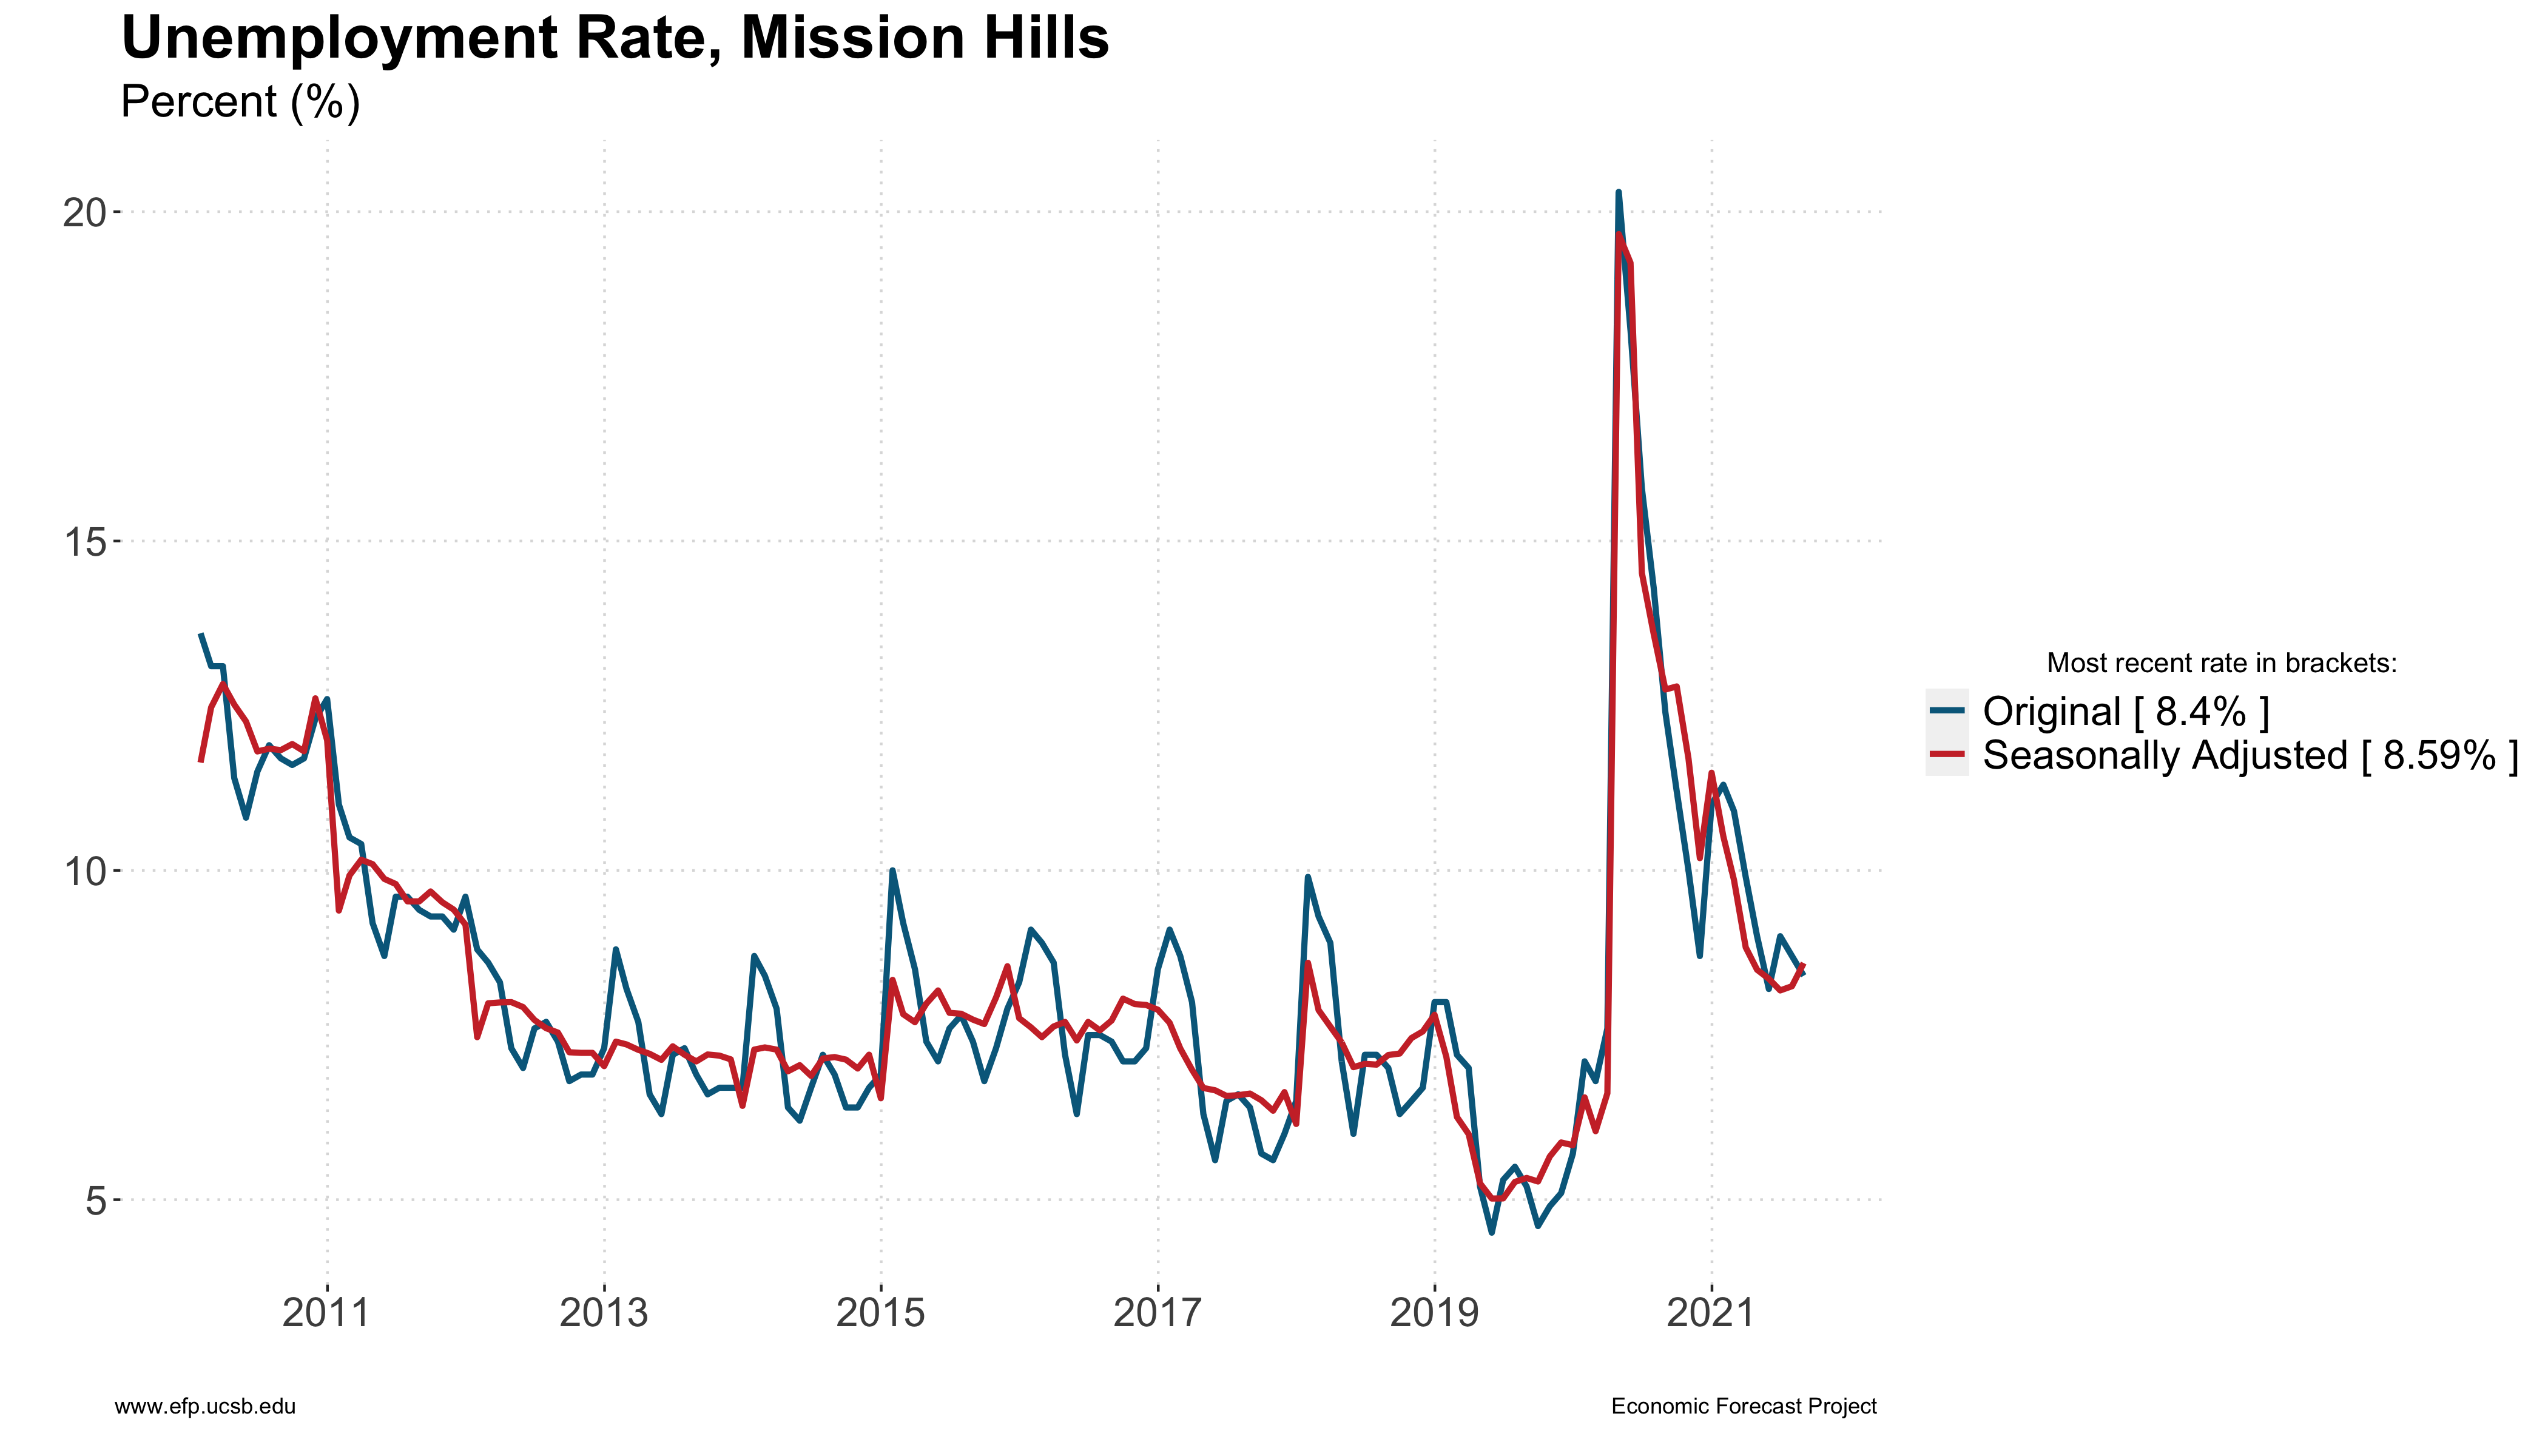 Unemployment Rate, Mission Hills
Percent (%)
20
15
10
5
2011 2013 2015 2017 2019 2021
Most recent rate in brackets:
Original [ 8.4% ]
Seasonally Adjusted [ 8.59% ]
www.efp.ucsb.edu Economic Forecast Project